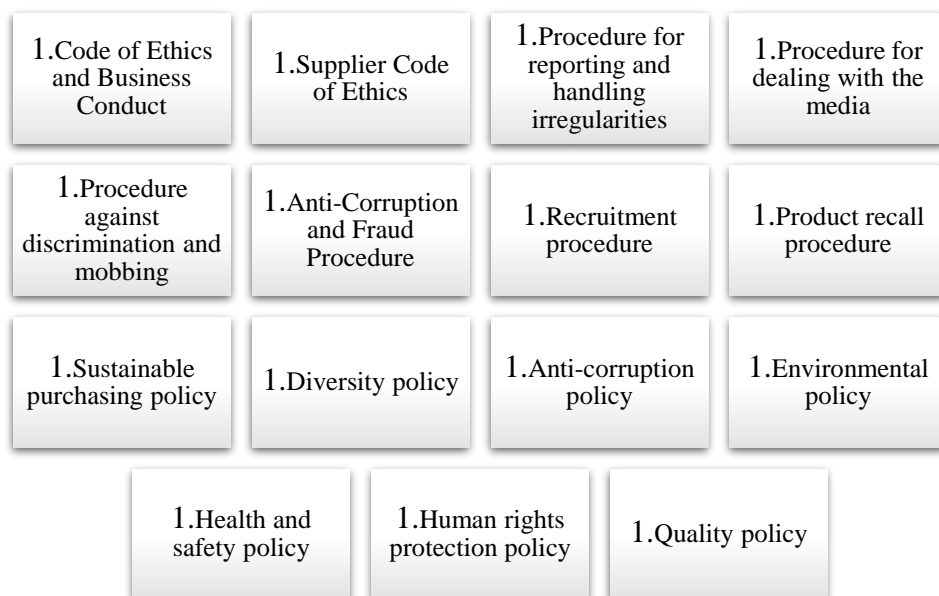 1.Code of Ethics
and Business
Conduct
1.Supplier Code
of Ethics
1.Procedure for
reporting and
handling
irregularities
1.Procedure for
dealing with the
media
1.Procedure
against
discrimination and
mobbing
1.Anti-Corruption
and Fraud
Procedure
1.Recruitment
procedure
1.Product recall
procedure
1.Sustainable
purchasing policy
1.Diversity policy
1.Anti-corruption
policy
1.Environmental
policy
1.Health and
safety policy
1.Human rights
protection policy
1.Quality policy